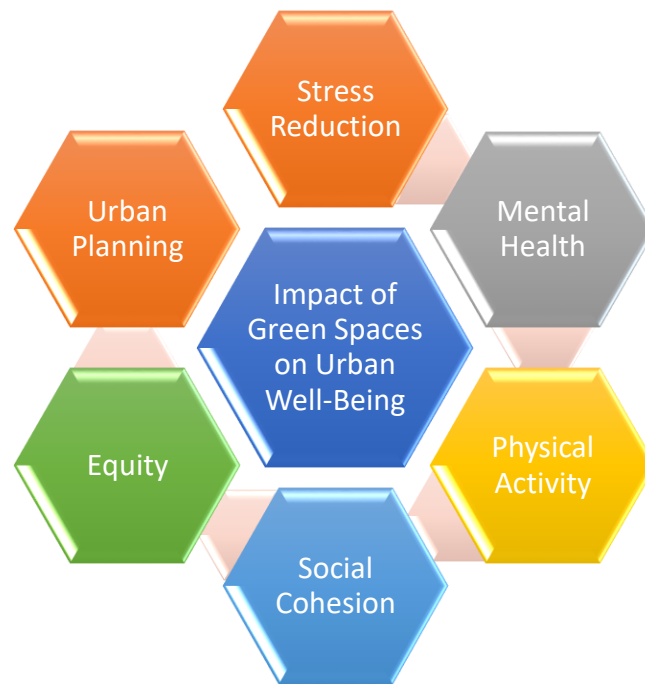 Stress
Reduction
Mental
Health
Physical
Activity
Social
Cohesion
Equity
Urban
Planning
Impact of
Green Spaces
on Urban
Well-Being